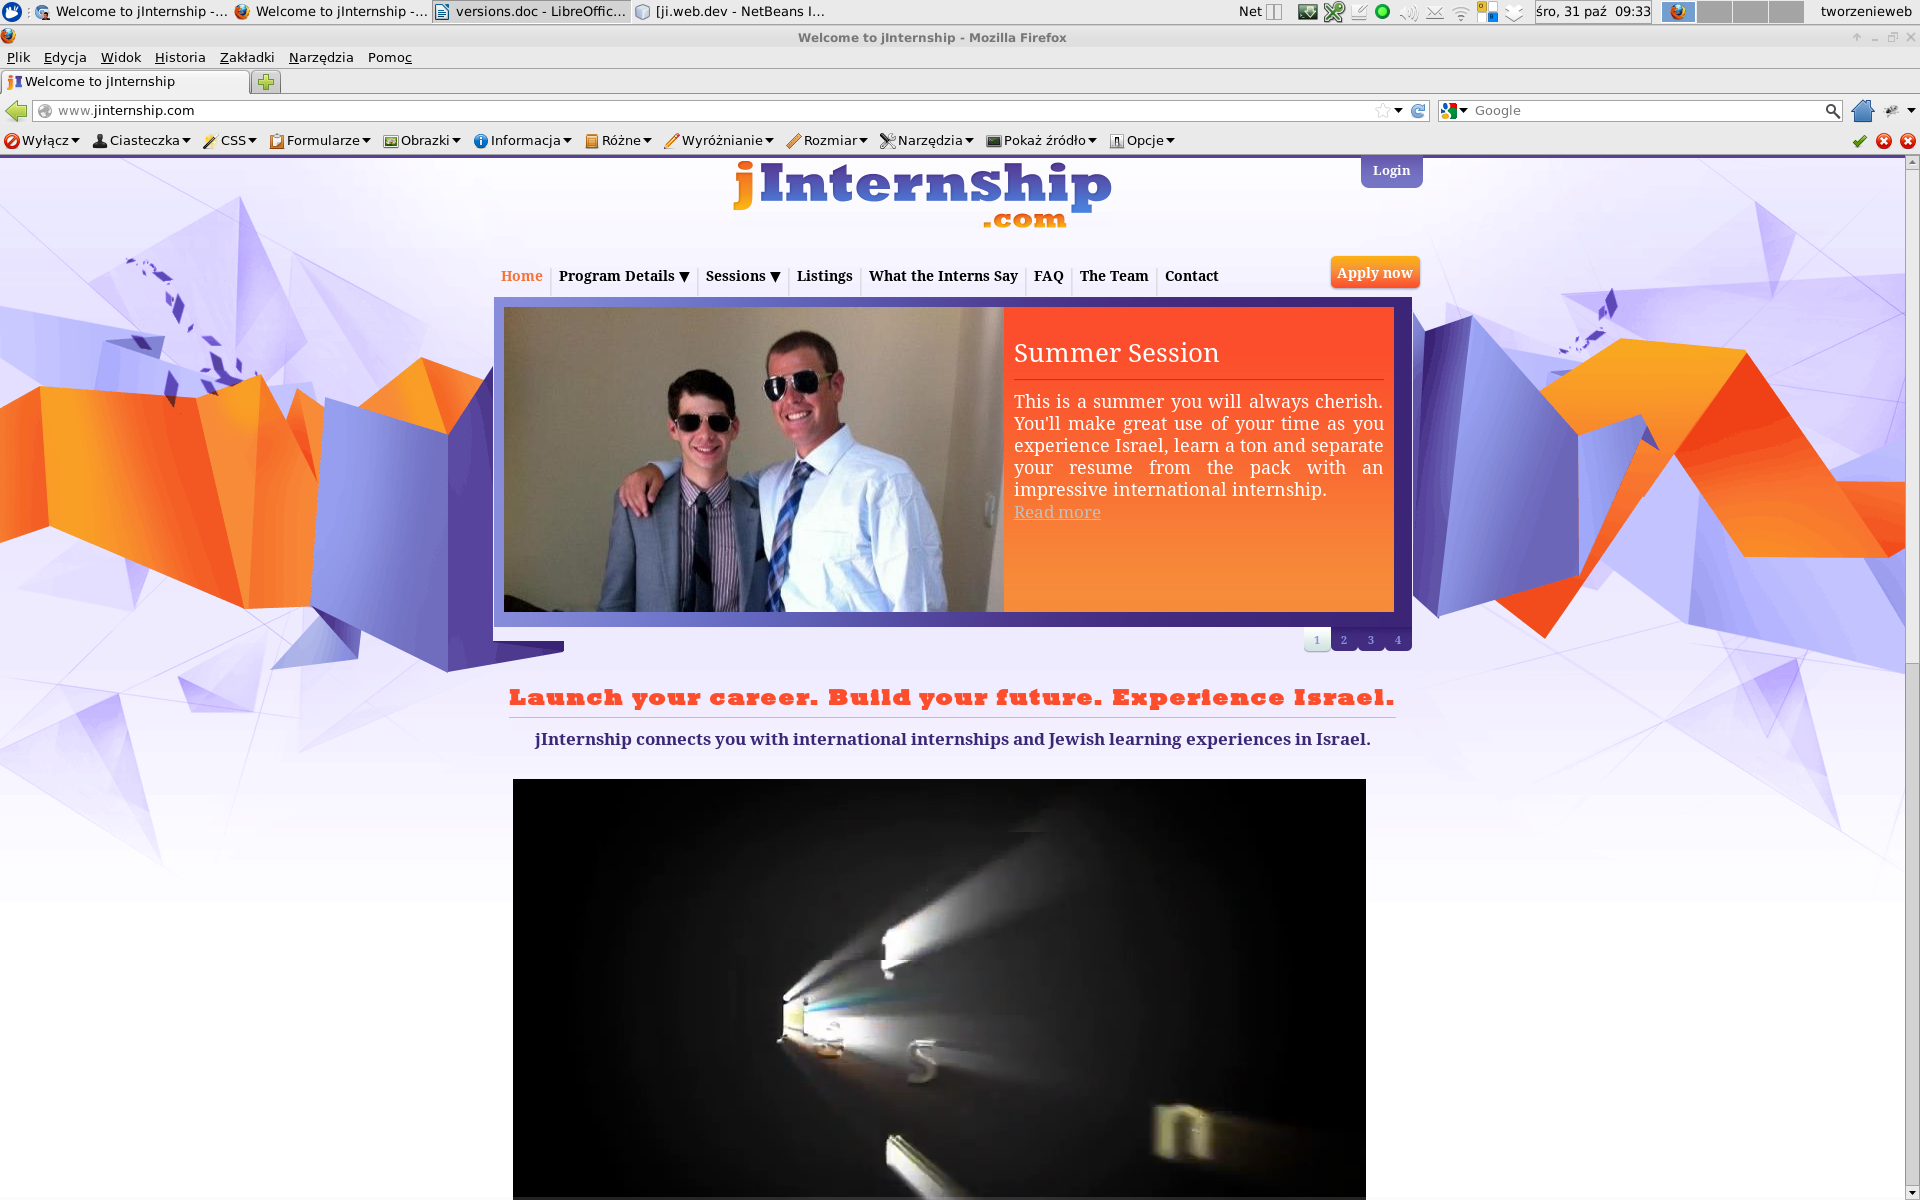 Welcome to jInternship -... Welcome to jInternship -... versions.doc - LibreOffic... [ji.web.dev - NetBeans I... Net śro, 31 paź 09:33 tworzenieweb
Welcome to jInternship - Mozilla Firefox
Plik Edycja Widok Historia Zakładki Narzędzia Pomoc
jI Welcome to jInternship
www.jinternship.com Google
Wyłącz Ciasteczka CSS Formularze Obrazki Informacja Różne Wyróżnianie Rozmiar Narzędzia Pokaż źródło Opcje
jInternship
.com
Login
Home Program Details ▼ Sessions ▼ Listings What the Interns Say FAQ The Team Contact Apply now
Summer Session
This is a summer you will always cherish.
You'll make great use of your time as you
experience Israel, learn a ton and separate
your resume from the pack with an
impressive international internship.
Read more
1 2 3 4
Launch your career. Build your future. Experience Israel.
jInternship connects you with international internships and Jewish learning experiences in Israel.
s
n